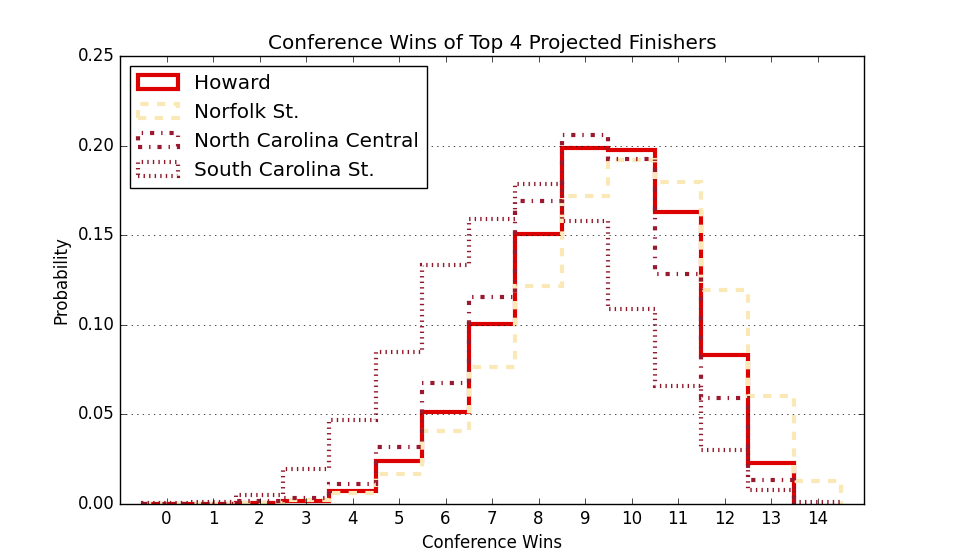 Conference Wins of Top 4 Projected Finishers
Howard
Norfolk St.
North Carolina Central
South Carolina St.
Probability
0.25
0.20
0.15
0.10
0.05
0.00
0 1 2 3 4 5 6 7 8 9 10 11 12 13 14
Conference Wins